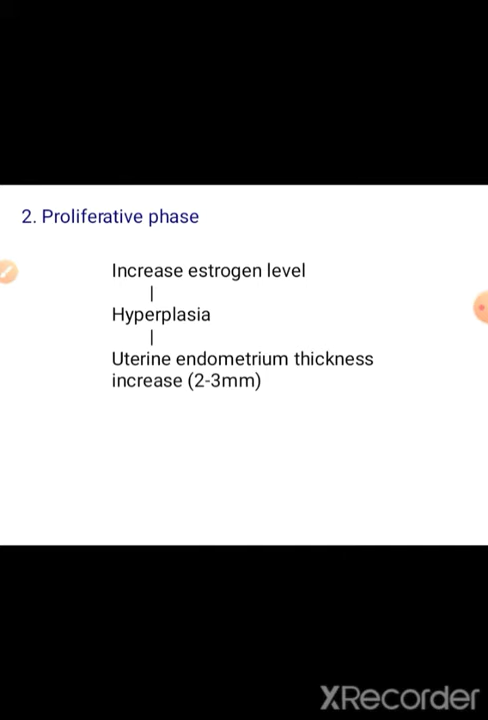 2. Proliferative phase
Increase estrogen level
|
Hyperplasia
|
Uterine endometrium thickness
increase (2-3mm)
XRecorder